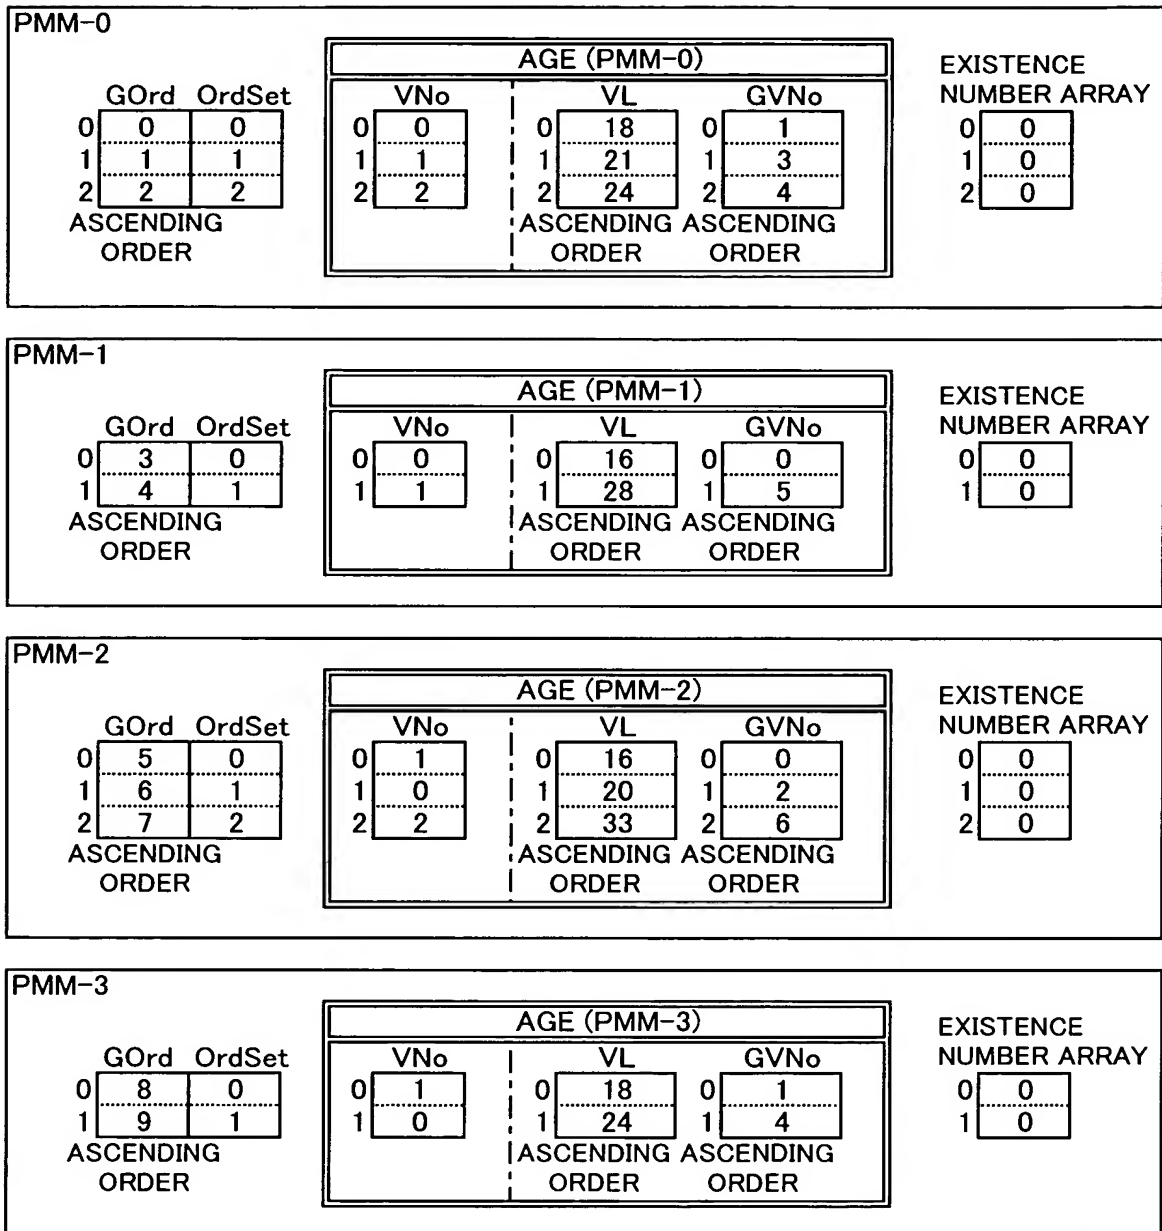 PMM-0
AGE (PMM-0)
EXISTENCE
GOrd OrdSet VNo VL GVNo NUMBER ARRAY
0 0 0 0 0 0 18 0 1 0 0
1 1 1 1 1 1 21 1 3 1 0
2 2 2 2 2 2 24 2 4 2 0
ASCENDING ASCENDING ASCENDING
ORDER ORDER ORDER
PMM-1
AGE (PMM-1)
EXISTENCE
GOrd OrdSet VNo VL GVNo NUMBER ARRAY
0 3 0 0 0 0 16 0 0 0 0
1 4 1 1 1 1 28 1 5 1 0
ASCENDING ASCENDING ASCENDING
ORDER ORDER ORDER
PMM-2
AGE (PMM-2)
EXISTENCE
GOrd OrdSet VNo VL GVNo NUMBER ARRAY
0 5 0 0 1 0 16 0 0 0 0
1 6 1 1 0 1 20 1 2 1 0
2 7 2 2 2 2 33 2 6 2 0
ASCENDING ASCENDING ASCENDING
ORDER ORDER ORDER
PMM-3
AGE (PMM-3)
EXISTENCE
GOrd OrdSet VNo VL GVNo NUMBER ARRAY
0 8 0 0 1 0 18 0 1 0 0
1 9 1 1 0 1 24 1 4 1 0
ASCENDING ASCENDING ASCENDING
ORDER ORDER ORDER